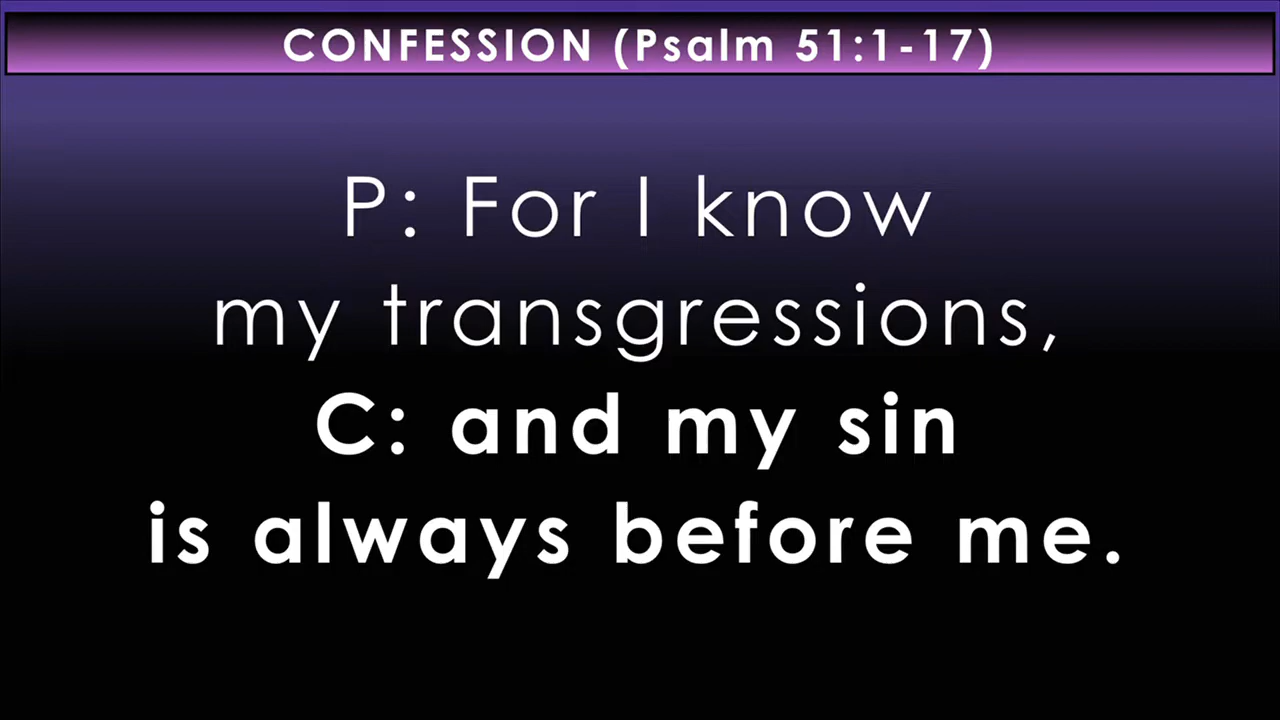 CONFESSION (Psalm 51:1-17)
P: For I know
my transgressions,
C: and my sin
is always before me.